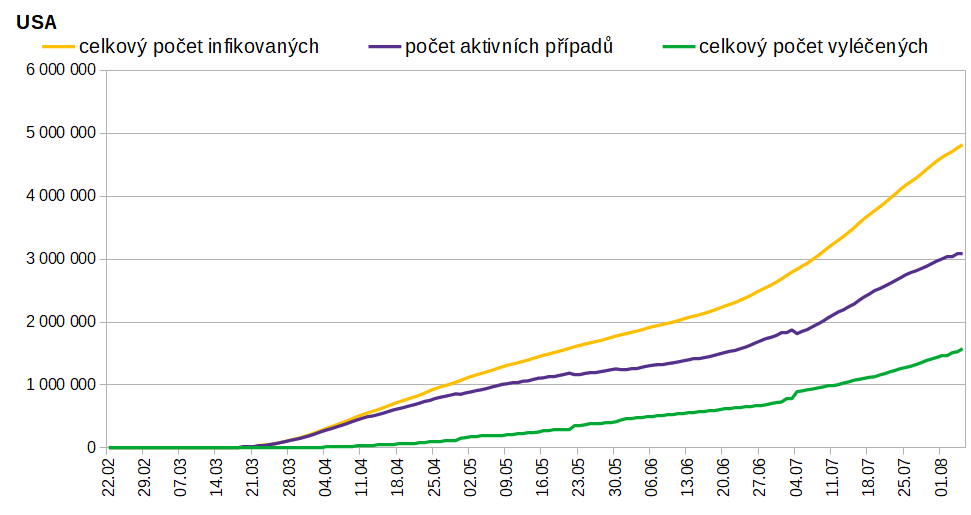 USA
celkový počet infikovaných
počet aktivních případů
celkový počet vyléčených
6 000 000
5 000 000
4 000 000
3 000 000
2 000 000
1 000 000
0
22.02
29.02
07.03
14.03
21.03
28.03
04.04
11.04
18.04
25.04
02.05
09.05
16.05
23.05
30.05
06.06
13.06
20.06
27.06
04.07
11.07
18.07
25.07
01.08